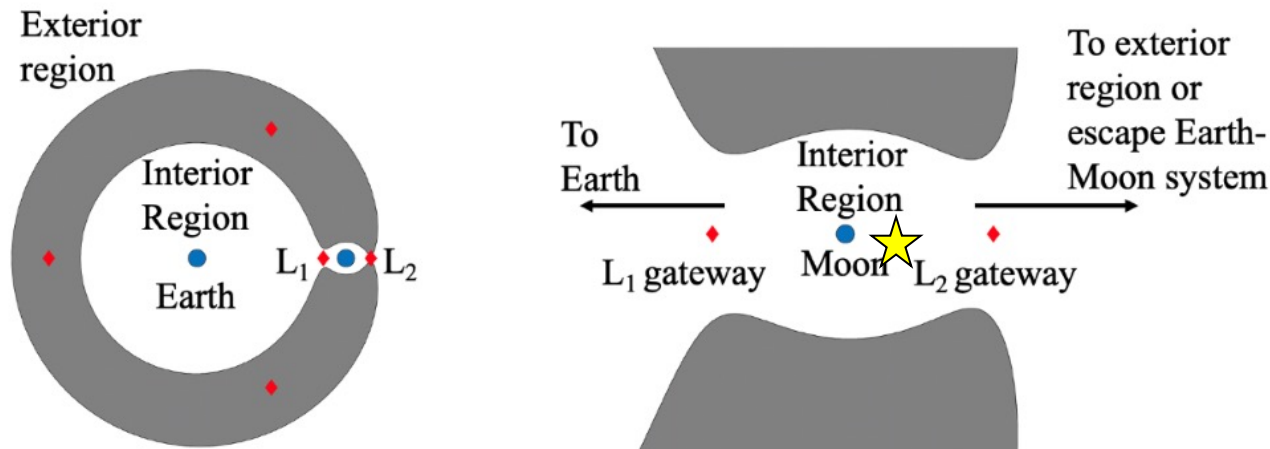 Exterior
region
Interior
Region
Earth
L₁
L₂
To
Earth
Interior
Region
Moon
L₁ gateway
L₂ gateway
To exterior
region or
escape Earth-
Moon system